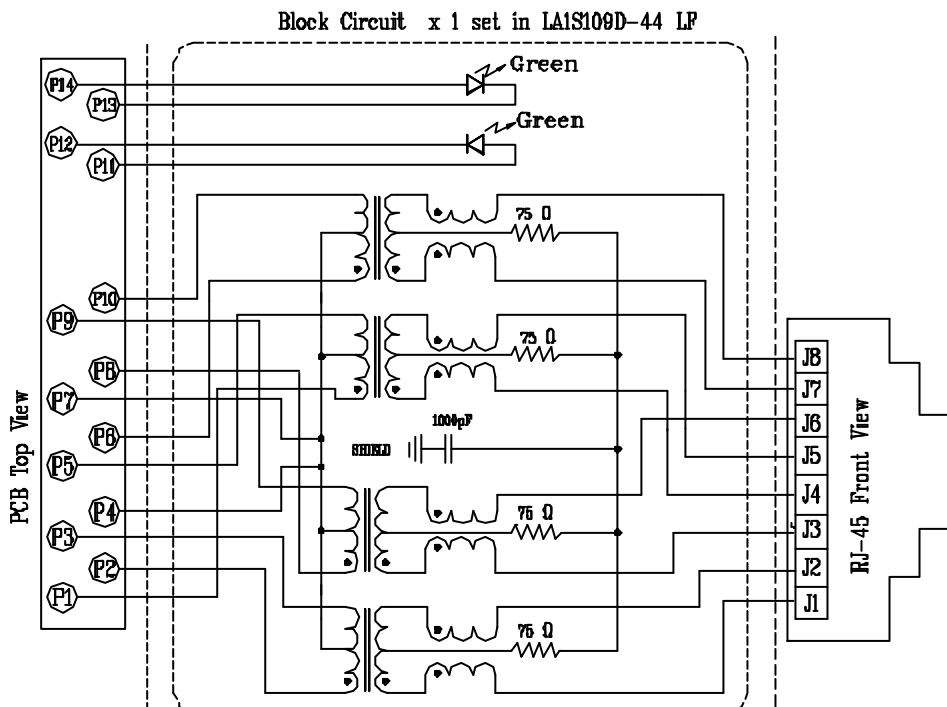 Block Circuit x 1 set in LA1S109D-44 LF
P14
Green
P13
P12
Green
P11
75 Ω
P10
P9
75 Ω
J8
P8
J7
P7
1000pF
J6
P6
SHIELD
J5
P5
J4
P4
75 Ω
J3
P3
J2
P2
J1
P1
75 Ω
PCB Top View
RJ-45 Front View